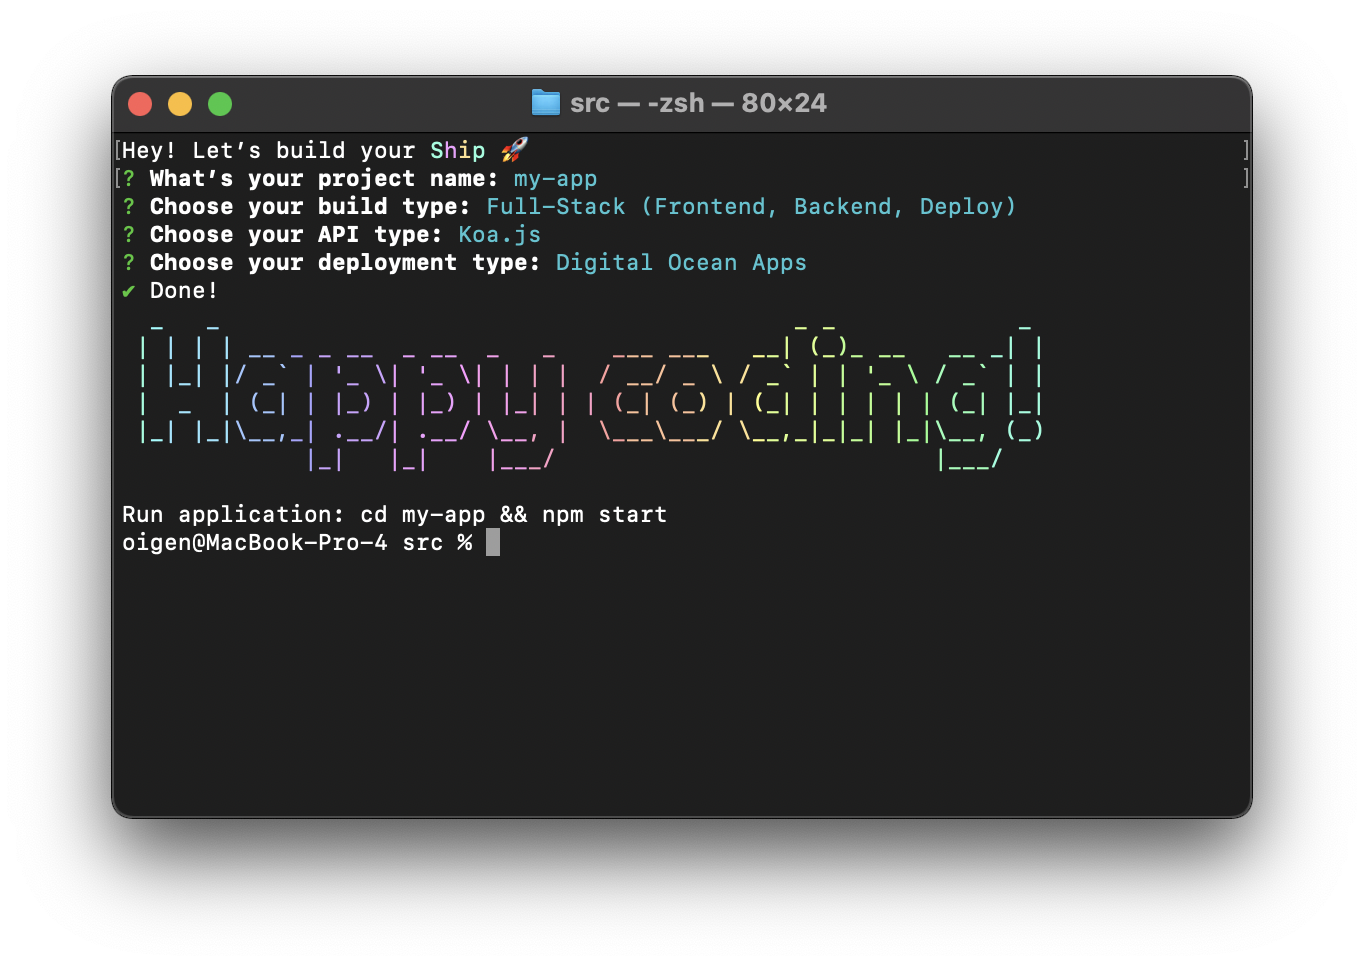 src — -zsh — 80×24
Hey! Let's build your Ship 🚀
? What's your project name: my-app
? Choose your build type: Full-Stack (Frontend, Backend, Deploy)
? Choose your API type: Koa.js
? Choose your deployment type: Digital Ocean Apps
✔ Done!
Happy coding!
Run application: cd my-app && npm start
oigen@MacBook-Pro-4 src %